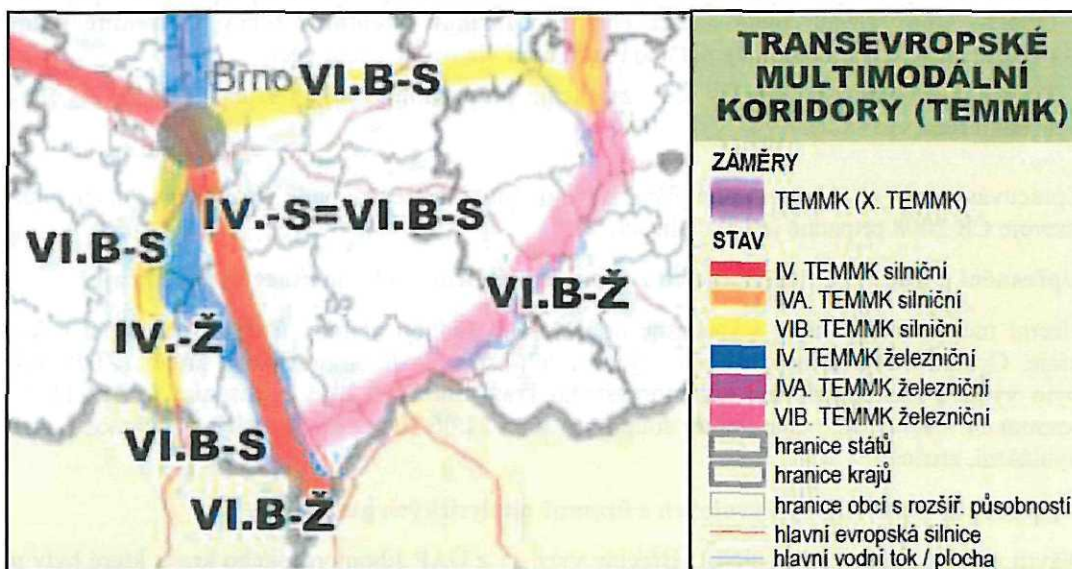 Brno VI.B-S
IV.-S=VI.B-S
VI.B-S
IV.-Ž
VI.B-Ž
VI.B-S
VI.B-Ž
TRANSEVROPSKÉ
MULTIMODÁLNÍ
KORIDORY (TEMMK)
ZÁMĚRY
TEMMK (X. TEMMK)
STAV
IV. TEMMK silniční
IVA. TEMMK silniční
VIB. TEMMK silniční
IV. TEMMK železniční
IVA. TEMMK železniční
VIB. TEMMK železniční
hranice států
hranice krajů
hranice obcí s rozšíř. působností
hlavní evropská silnice
hlavní vodní tok / plocha